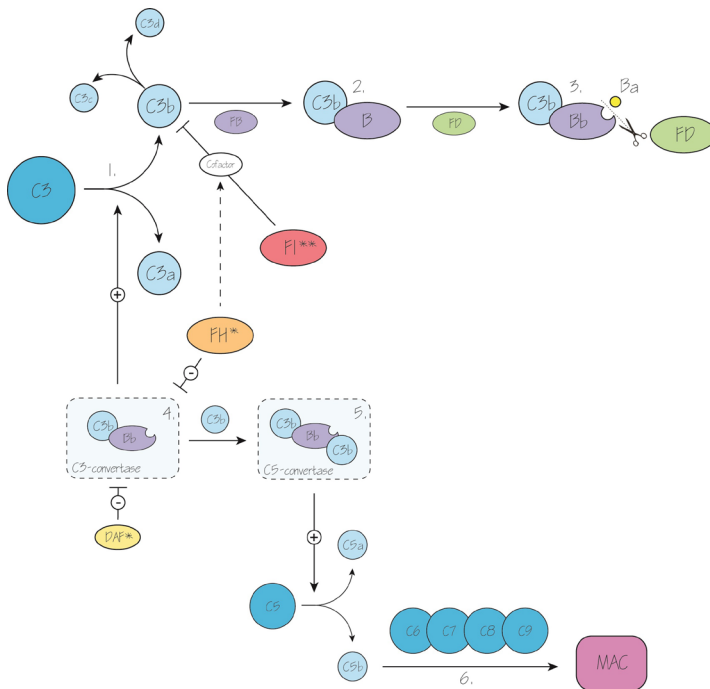 C3d
C3c
C3b
FB
C3b
2.
B
FD
C3b
3.
Bb
Ba
FD
C3
1.
Cofactor
C3a
FI**
+
FH*
-
C3b
Bb
4.
C3-convertase
C3b
C3b
Bb
C3b
5.
C5-convertase
-
DAF*
+
C5a
C5
C5b
C6
C7
C8
C9
6.
MAC